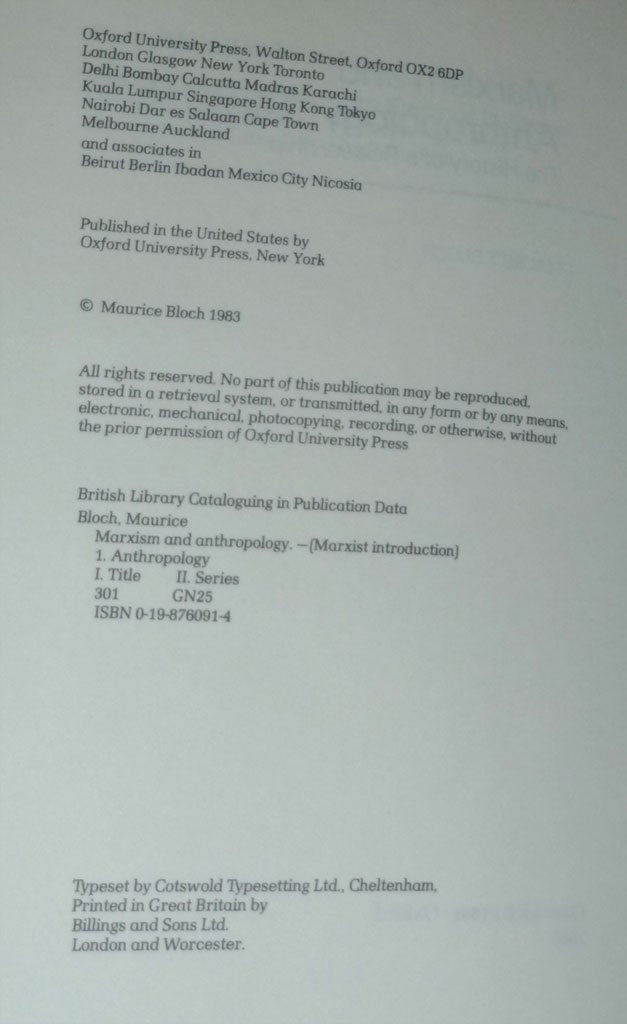 Oxford University Press, Walton Street, Oxford OX2 6DP
London Glasgow New York Toronto
Delhi Bombay Calcutta Madras Karachi
Kuala Lumpur Singapore Hong Kong Tokyo
Nairobi Dar es Salaam Cape Town
Melbourne Auckland
and associates in
Beirut Berlin Ibadan Mexico City Nicosia
Published in the United States by
Oxford University Press, New York
© Maurice Bloch 1983
All rights reserved. No part of this publication may be reproduced,
stored in a retrieval system, or transmitted, in any form or by any means,
electronic, mechanical, photocopying, recording, or otherwise, without
the prior permission of Oxford University Press
British Library Cataloguing in Publication Data
Bloch, Maurice
Marxism and anthropology. —(Marxist introduction)
1. Anthropology
I. Title II. Series
301 GN25
ISBN 0-19-876091-4
Typeset by Cotswold Typesetting Ltd., Cheltenham,
Printed in Great Britain by
Billings and Sons Ltd.
London and Worcester.